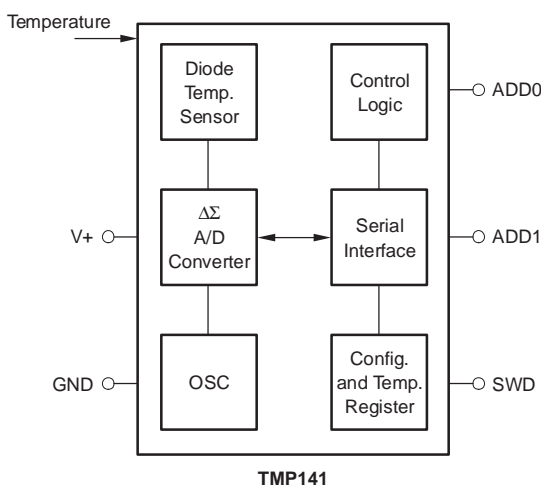 Temperature
Diode
Temp.
Sensor
Control
Logic
ADD0
V+
ΔΣ
A/D
Converter
Serial
Interface
ADD1
GND
OSC
Config.
and Temp.
Register
SWD
TMP141